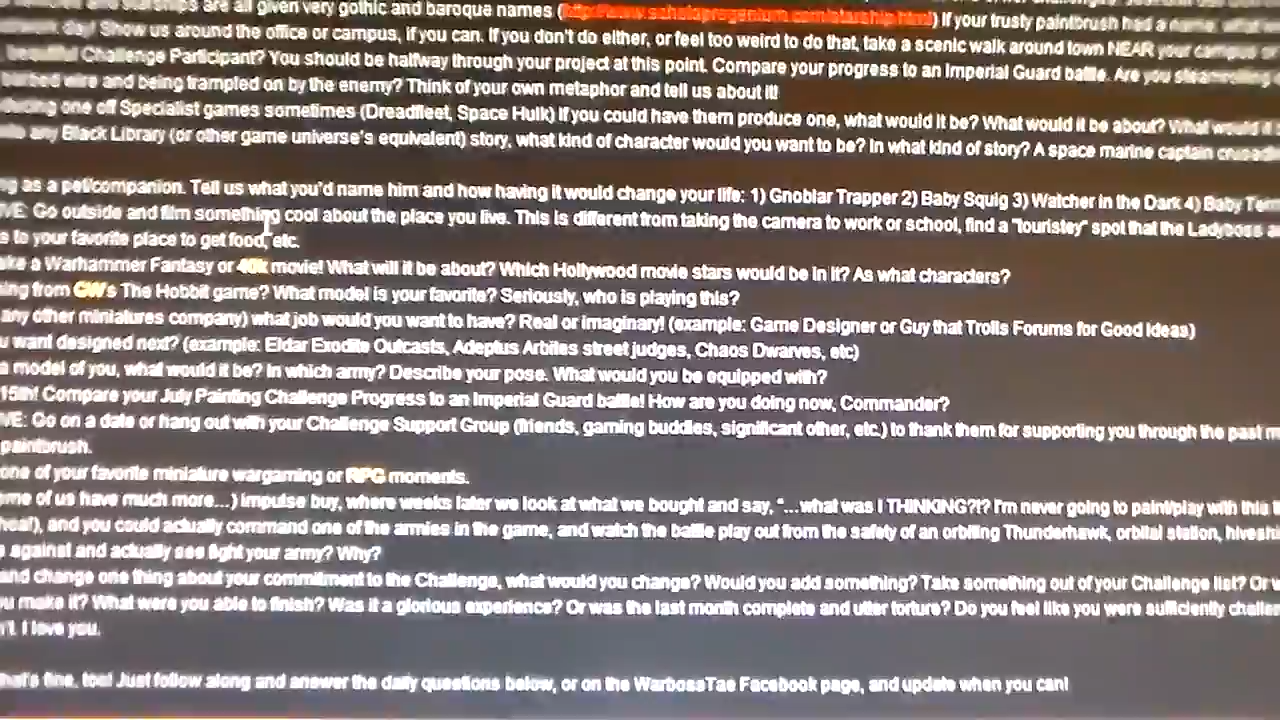 starships are all given very gothic and baroque names (http://www.scholaprogenium.com/starship.html) If your trusty paintbrush had a name, what
day! Show us around the office or campus, if you can. If you don't do either, or feel too weird to do that, take a scenic walk around town NEAR your campus or
beautiful Challenge Participant? You should be halfway through your project at this point. Compare your progress to an Imperial Guard battle. Are you steamrolling
barbed wire and being trampled on by the enemy? Think of your own metaphor and tell us about it!
one off Specialist games sometimes (Dreadfleet, Space Hulk) If you could have them produce one, what would it be? What would it be about? What would it
any Black Library (or other game universe's equivalent) story, what kind of character would you want to be? In what kind of story? A space marine captain
g as a pet/companion. Tell us what you'd name him and how having it would change your life: 1) Gnoblar Trapper 2) Baby Squig 3) Watcher in the Dark 4) Baby
VE: Go outside and film something cool about the place you live. This is different from taking the camera to work or school, find a "touristey" spot that the Ladyboss
s to your favorite place to get food, etc.
ake a Warhammer Fantasy or 40k movie! What will it be about? Which Hollywood movie stars would be in it? As what characters?
ing from GW's The Hobbit game? What model is your favorite? Seriously, who is playing this?
any other miniatures company) what job would you want to have? Real or imaginary! (example: Game Designer or Guy that Trolls Forums for Good Ideas)
u want designed next? (example: Eldar Exodite Outcasts, Adeptus Arbites street judges, Chaos Dwarves, etc)
a model of you, what would it be? In which army? Describe your pose. What would you be equipped with?
15th! Compare your July Painting Challenge Progress to an Imperial Guard battle! How are you doing now, Commander?
VE: Go on a date or hang out with your Challenge Support Group (friends, gaming buddies, significant other, etc.) to thank them for supporting you through the past m
paintbrush.
one of your favorite miniature wargaming or RPG moments.
ome of us have much more...) impulse buy, where weeks later we look at what we bought and say, "...what was I THINKING?!? I'm never going to paint/play with this
heal!), and you could actually command one of the armies in the game, and watch the battle play out from the safety of an orbiting Thunderhawk, orbital station,
against and actually see fight your army? Why?
and change one thing about your commitment to the Challenge, what would you change? Would you add something? Take something out of your Challenge list? Or w
u make it? What were you able to finish? Was it a glorious experience? Or was the last month complete and utter torture? Do you feel like you were sufficiently
't. I love you.
that's fine, too! Just follow along and answer the daily questions below, or on the WarbossTae Facebook page, and update when you can!